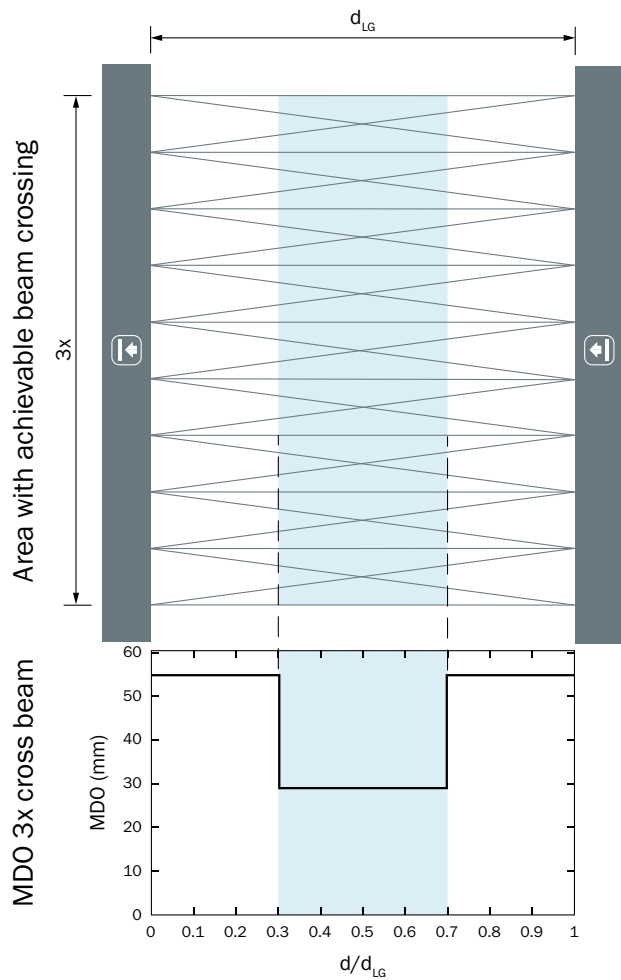 d_LG
Area with achievable beam crossing
3x
MDO 3x cross beam
MDO (mm)
60
50
40
30
20
10
0
0 0.1 0.2 0.3 0.4 0.5 0.6 0.7 0.8 0.9 1
d/d_LG